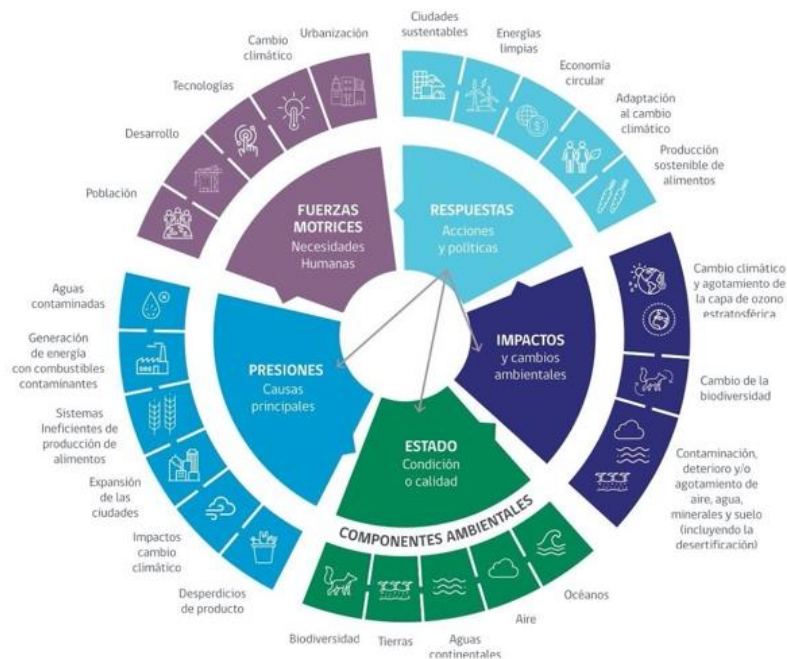 Urbanización
Cambio
climático
Tecnologías
Desarrollo
Población
FUERZAS
MOTRICES
Necesidades
Humanas
Ciudades
sustentables
Energías
limpias
Economía
circular
Adaptación
al cambio
climático
Producción
sostenible de
alimentos
RESPUESTAS
Acciones
y políticas
Cambio climático
y agotamiento de
la capa de ozono
estratosférica
Cambio de la
biodiversidad
Contaminación,
deterioro y/o
agotamiento de
aire, agua,
minerales y suelo
(incluyendo la
desertificación)
IMPACTOS
y cambios
ambientales
Aguas
contaminadas
Generación
de energía
con combustibles
contaminantes
Sistemas
Ineficientes de
producción de
alimentos
Expansión
de las
ciudades
Impactos
cambio
climático
Desperdicios
de producto
PRESIONES
Causas
principales
ESTADO
Condición
o calidad
COMPONENTES AMBIENTALES
Biodiversidad
Tierras
Aguas
continentales
Aire
Océanos